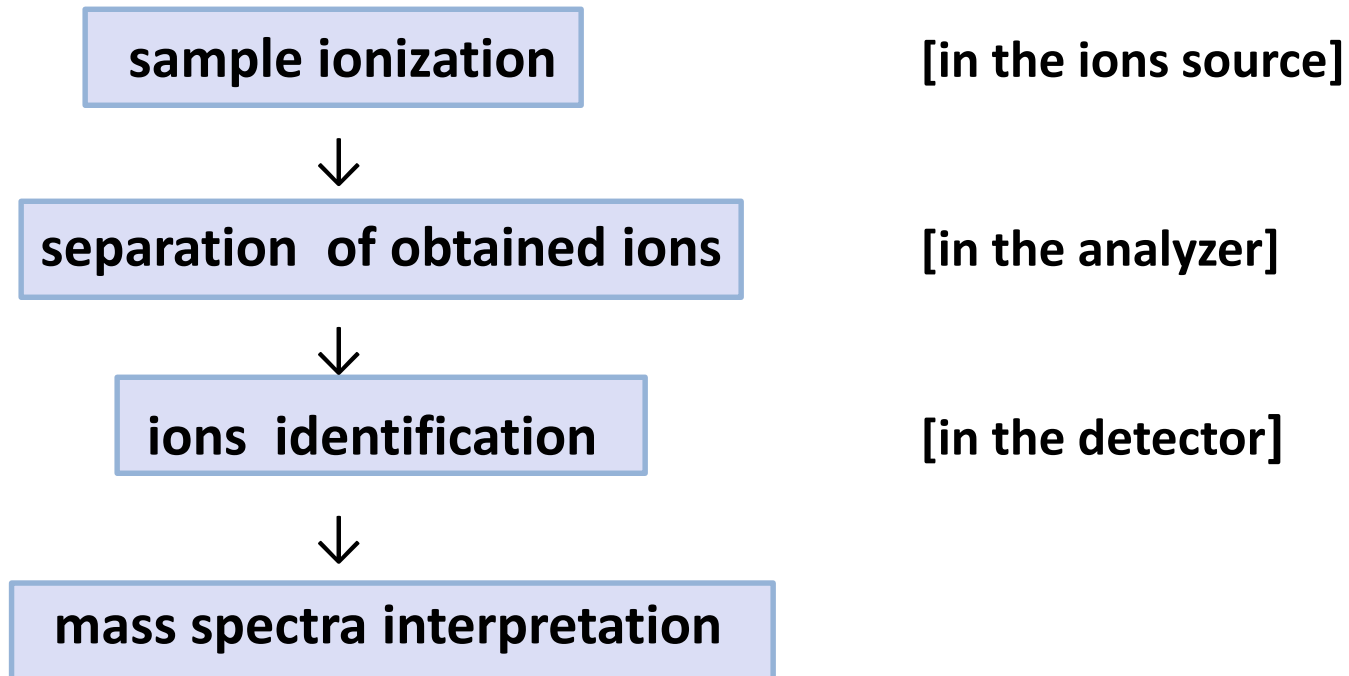 sample ionization [in the ions source]
↓
separation of obtained ions [in the analyzer]
↓
ions identification [in the detector]
↓
mass spectra interpretation